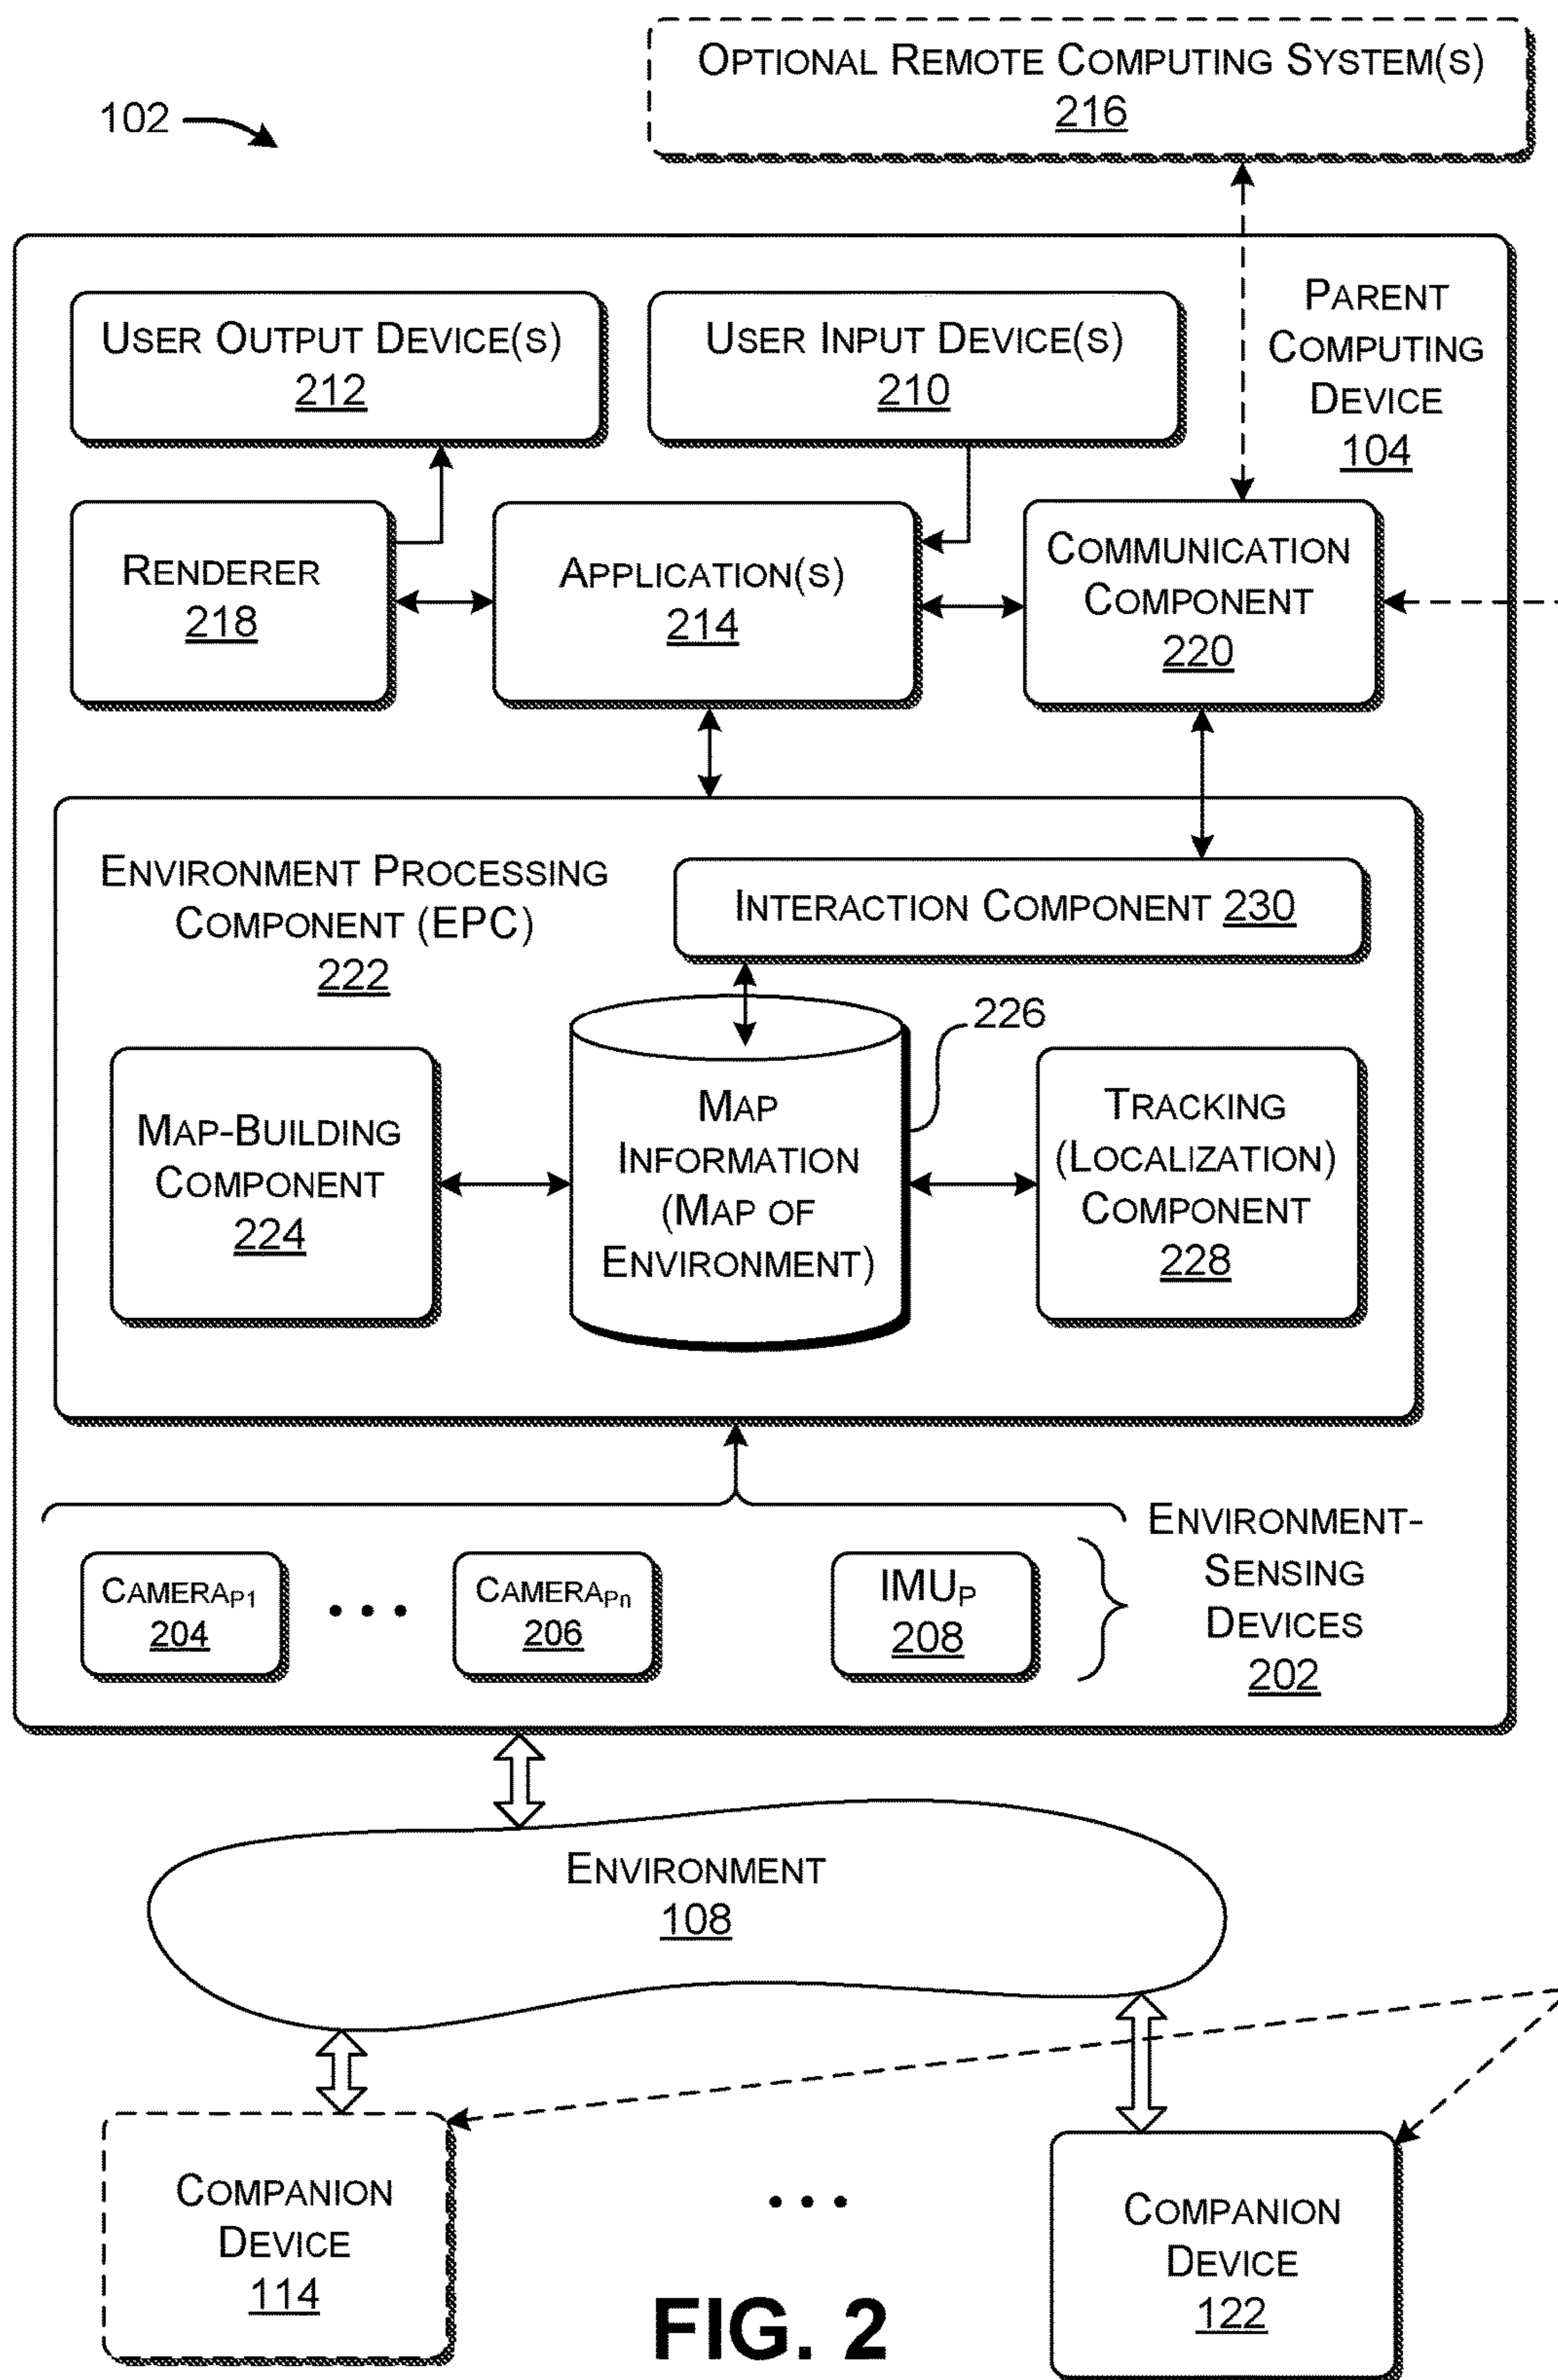 OPTIONAL REMOTE COMPUTING SYSTEM(S)
216
102
PARENT
COMPUTING
DEVICE
104
USER OUTPUT DEVICE(S)
212
USER INPUT DEVICE(S)
210
RENDERER
218
APPLICATION(S)
214
COMMUNICATION
COMPONENT
220
ENVIRONMENT PROCESSING
COMPONENT (EPC)
222
INTERACTION COMPONENT 230
226
MAP-BUILDING
COMPONENT
224
MAP
INFORMATION
(MAP OF
ENVIRONMENT)
TRACKING
(LOCALIZATION)
COMPONENT
228
CAMERAP1
204
• • •
CAMERAPn
206
IMUP
208
ENVIRONMENT-
SENSING
DEVICES
202
ENVIRONMENT
108
COMPANION
DEVICE
114
• • •
COMPANION
DEVICE
122
FIG. 2